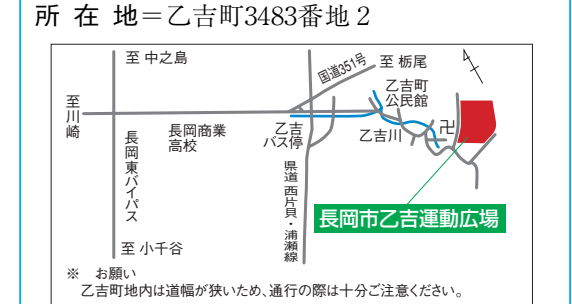 所在地＝乙吉町3483番地2
至 中之島
国道351号
至 栃尾
乙吉町
公民館
至川崎
長岡商業
高校
乙吉
バス停
乙吉川
卍
長岡東バイパス
県道西片貝・浦瀬線
長岡市乙吉運動広場
至 小千谷
※ お願い
乙吉町地内は道幅が狭いため、通行の際は十分ご注意ください。